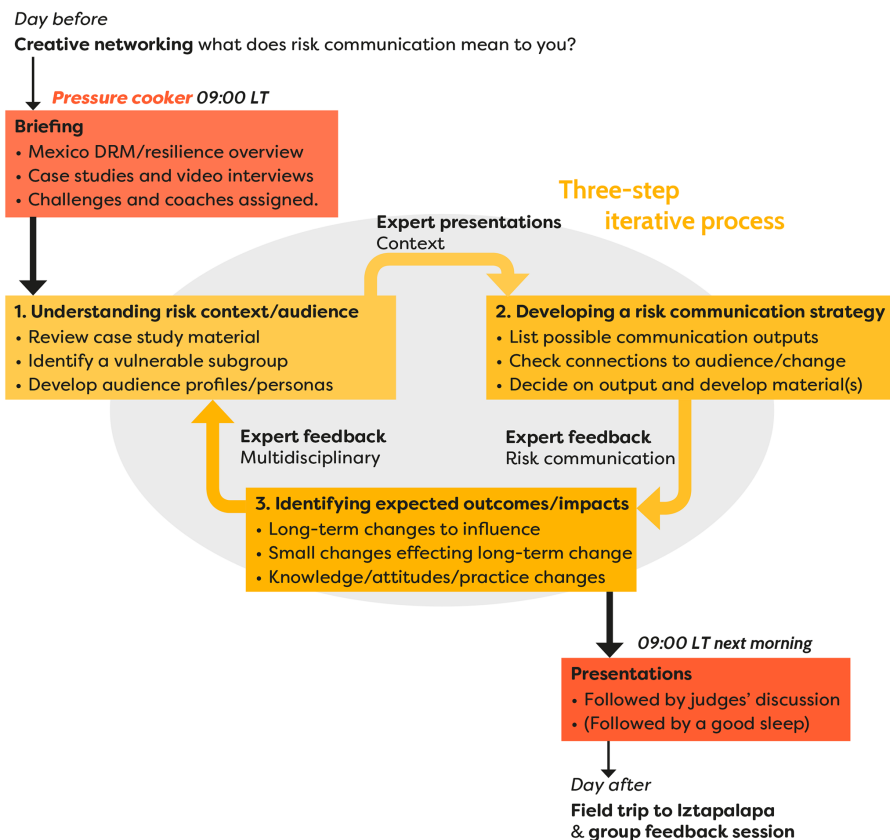 Day before
Creative networking what does risk communication mean to you?
Pressure cooker 09:00 LT
Briefing
• Mexico DRM/resilience overview
• Case studies and video interviews
• Challenges and coaches assigned.
Three-step
iterative process
Expert presentations
Context
1. Understanding risk context/audience
• Review case study material
• Identify a vulnerable subgroup
• Develop audience profiles/personas
2. Developing a risk communication strategy
• List possible communication outputs
• Check connections to audience/change
• Decide on output and develop material(s)
Expert feedback
Multidisciplinary
Expert feedback
Risk communication
3. Identifying expected outcomes/impacts
• Long-term changes to influence
• Small changes effecting long-term change
• Knowledge/attitudes/practice changes
09:00 LT next morning
Presentations
• Followed by judges’ discussion
• (Followed by a good sleep)
Day after
Field trip to Iztapalapa
& group feedback session